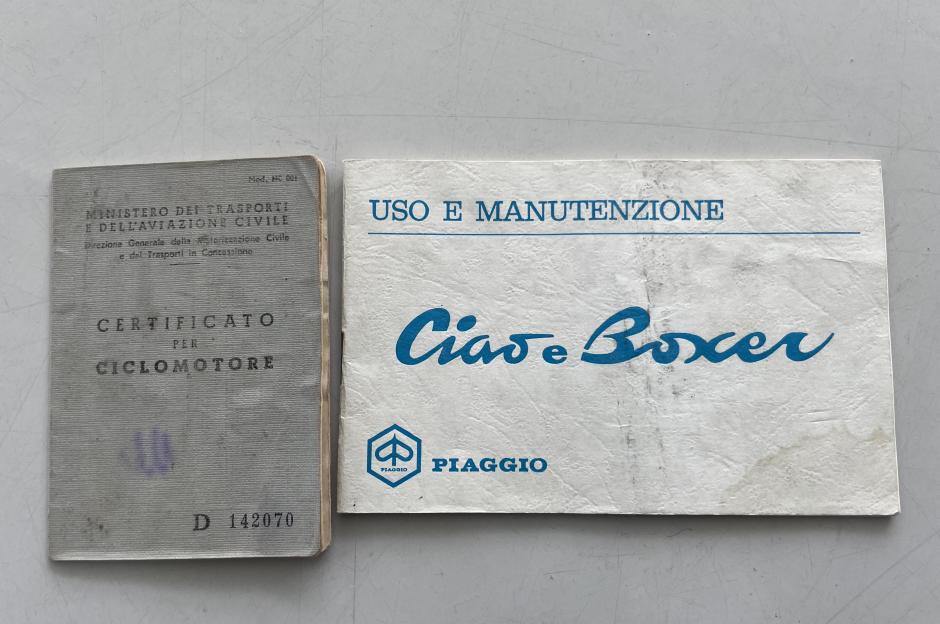 Mod. MC 001
MINISTERO DEI TRASPORTI
E DELL'AVIAZIONE CIVILE
Direzione Generale della Motorizzazione Civile
e dei Trasporti in Concessione
CERTIFICATO
PER
CICLOMOTORE
D 142070
USO E MANUTENZIONE
Ciao e Boxer
PIAGGIO
PIAGGIO